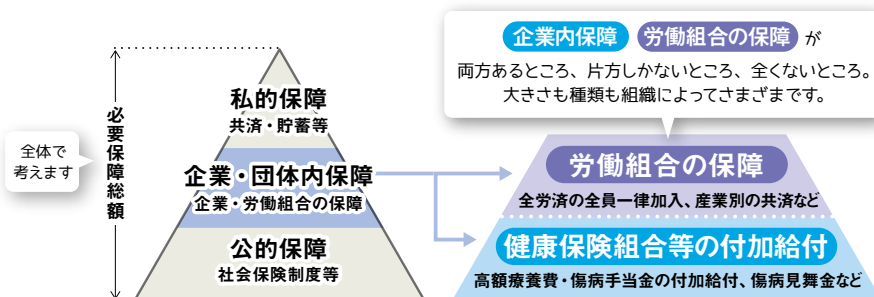 企業内保障 労働組合の保障 が
両方あるところ、片方しかないところ、全くないところ。
大きさも種類も組織によってさまざまです。
全体で
考えます
必要保障総額
私的保障
共済・貯蓄等
企業・団体内保障
企業・労働組合の保障
公的保障
社会保険制度等
労働組合の保障
全労済の全員一律加入、産業別の共済など
健康保険組合等の付加給付
高額療養費・傷病手当金の付加給付、傷病見舞金など